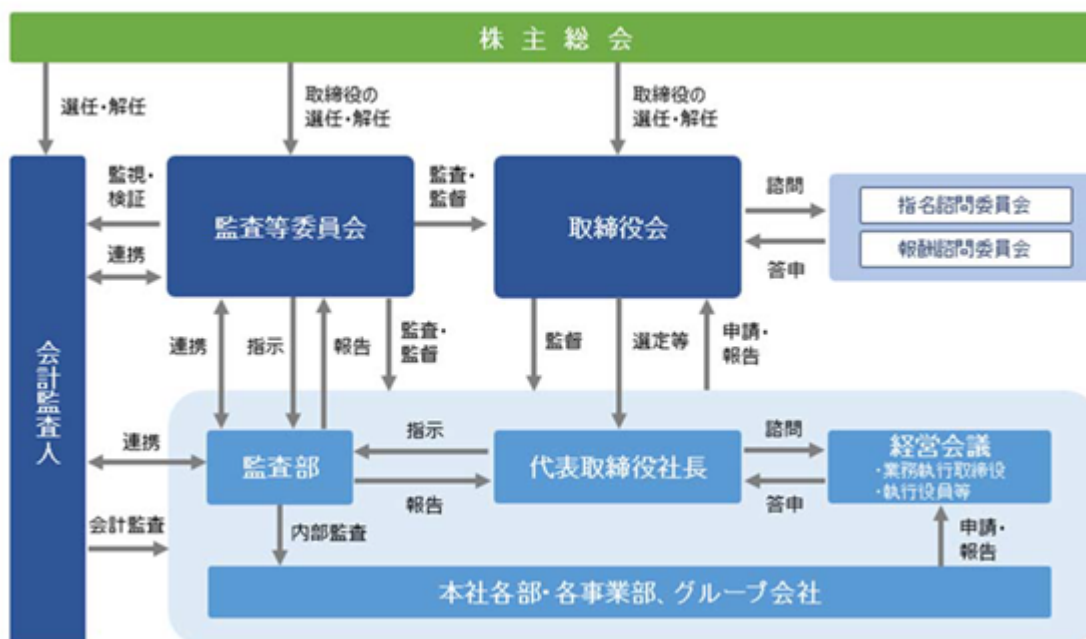 株主総会
選任・解任
取締役の
選任・解任
取締役の
選任・解任
監視・
検証
監査等委員会
監査・
監督
取締役会
諮問
指名諮問委員会
報酬諮問委員会
答申
連携
会計監査人
連携
指示
報告
監査・
監督
監督
選定等
申請・
報告
連携
監査部
指示
報告
代表取締役社長
諮問
答申
経営会議
・業務執行取締役
・執行役員等
会計監査
内部監査
申請・
報告
本社各部・各事業部、グループ会社